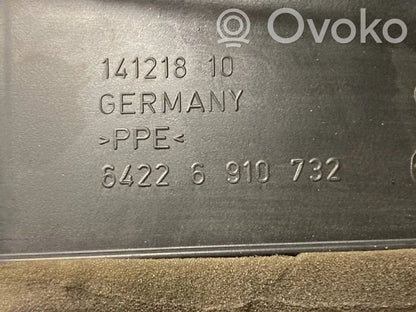 Ovoko
141218 10
GERMANY
>PPE<
6422 6 910 732